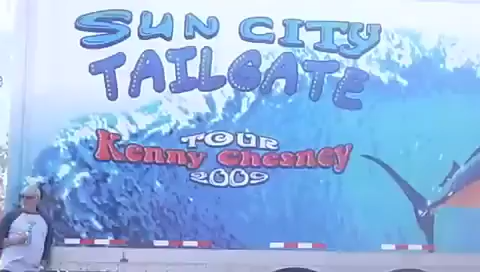 SUN CITY
TAILGATE
TOUR
Kenny Chesney
2009